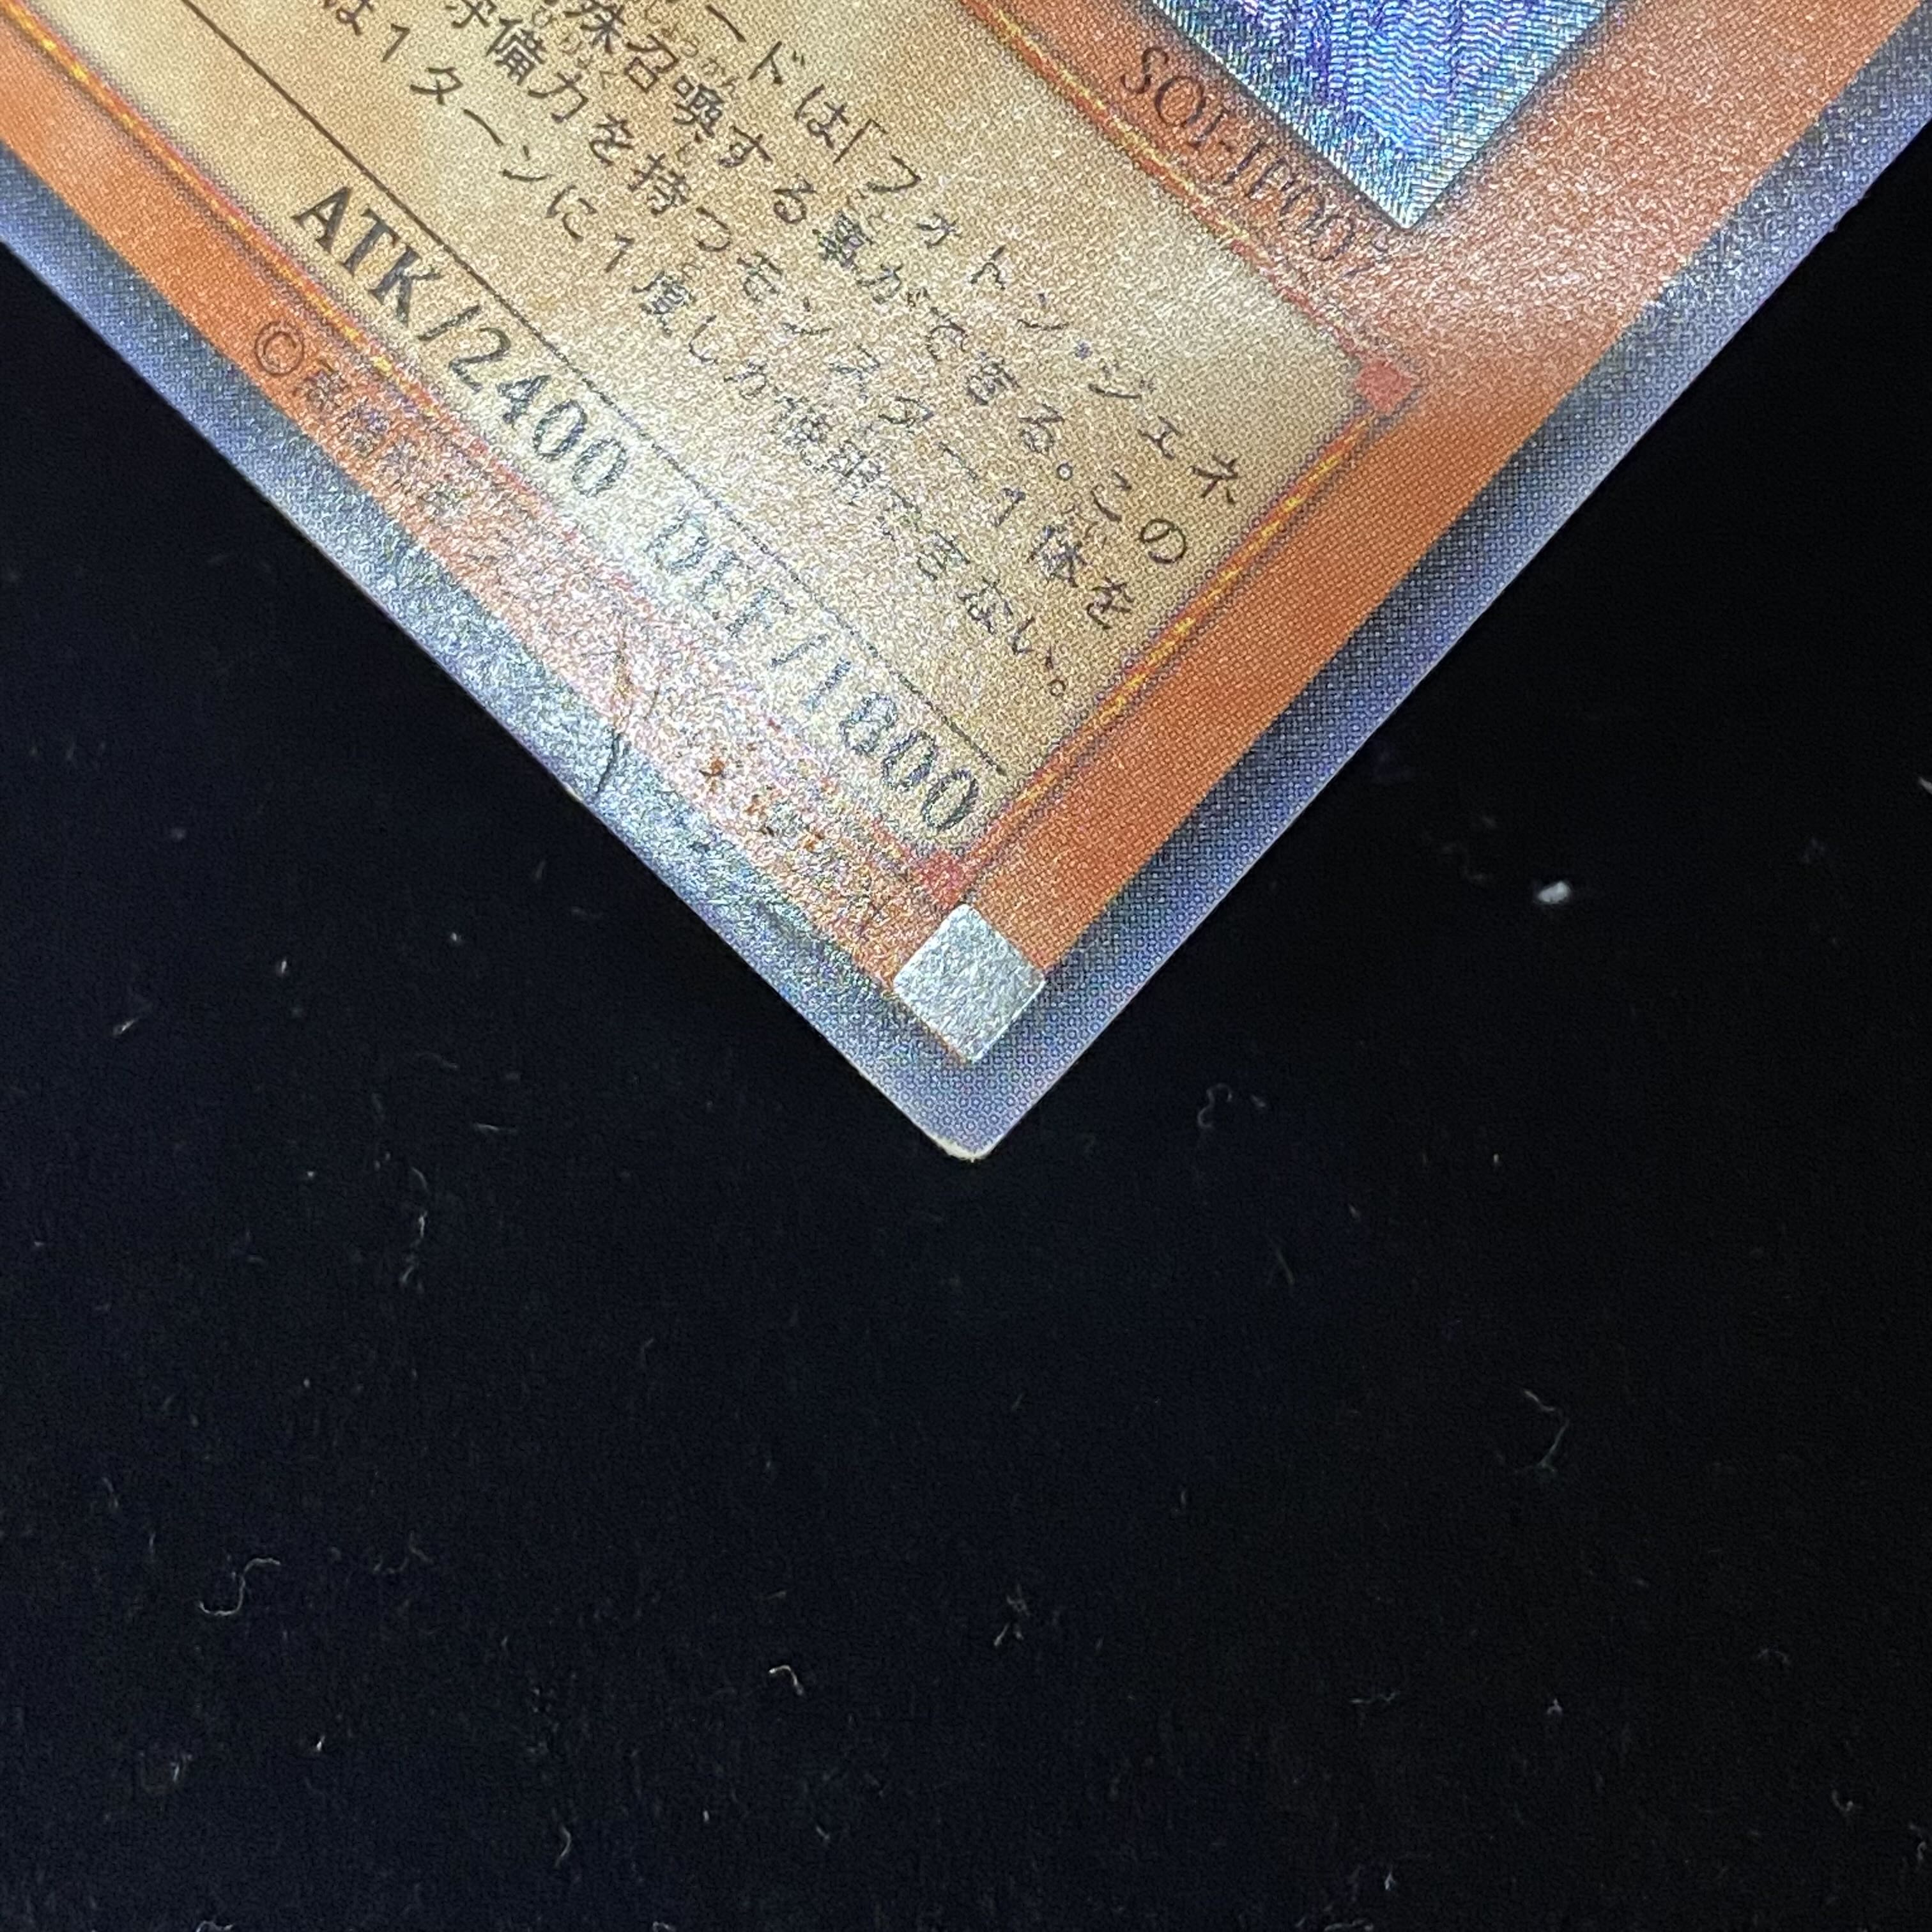 SOI-JP007
ードは「フォトン・ジェネ
殊召喚する事ができる。この
守備力を持つモンスター1体を
は1ターンに1度しか使用できない。
ATK/2400 DEF/1800
©高橋和希